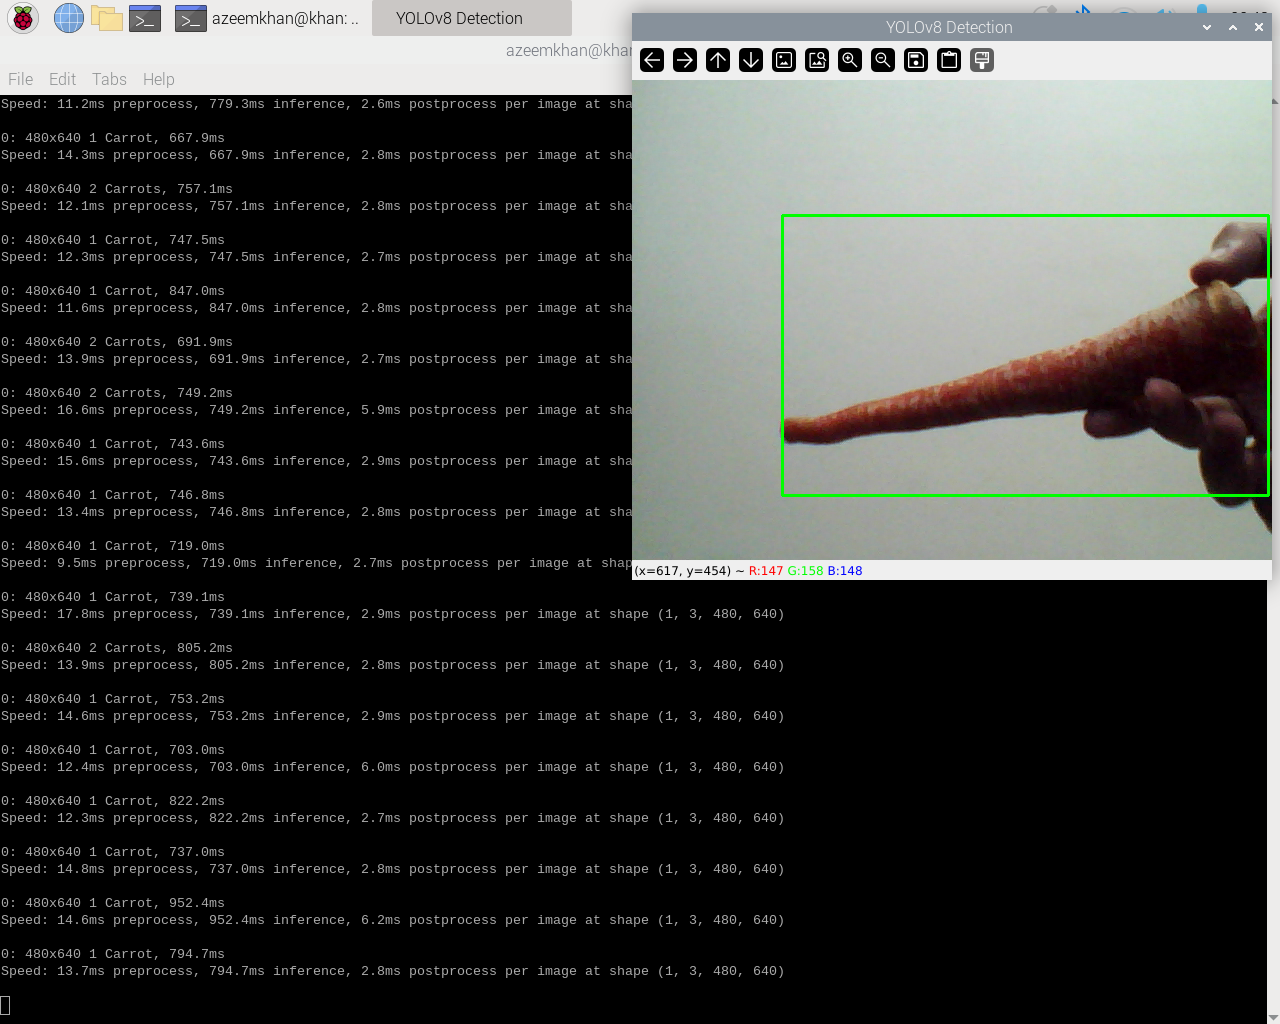 azeemkhan@khan: ..
YOLOv8 Detection
azeemkhan@khan
File Edit Tabs Help
YOLOv8 Detection
Speed: 11.2ms preprocess, 779.3ms inference, 2.6ms postprocess per image at sha
0: 480x640 1 Carrot, 667.9ms
Speed: 14.3ms preprocess, 667.9ms inference, 2.8ms postprocess per image at sha
0: 480x640 2 Carrots, 757.1ms
Speed: 12.1ms preprocess, 757.1ms inference, 2.8ms postprocess per image at sha
0: 480x640 1 Carrot, 747.5ms
Speed: 12.3ms preprocess, 747.5ms inference, 2.7ms postprocess per image at sha
0: 480x640 1 Carrot, 847.0ms
Speed: 11.6ms preprocess, 847.0ms inference, 2.8ms postprocess per image at sha
0: 480x640 2 Carrots, 691.9ms
Speed: 13.9ms preprocess, 691.9ms inference, 2.7ms postprocess per image at sha
0: 480x640 2 Carrots, 749.2ms
Speed: 16.6ms preprocess, 749.2ms inference, 5.9ms postprocess per image at sha
0: 480x640 1 Carrot, 743.6ms
Speed: 15.6ms preprocess, 743.6ms inference, 2.9ms postprocess per image at sha
0: 480x640 1 Carrot, 746.8ms
Speed: 13.4ms preprocess, 746.8ms inference, 2.8ms postprocess per image at sha
0: 480x640 1 Carrot, 719.0ms
Speed: 9.5ms preprocess, 719.0ms inference, 2.7ms postprocess per image at shap
(x=617, y=454) ~ R:147 G:158 B:148
0: 480x640 1 Carrot, 739.1ms
Speed: 17.8ms preprocess, 739.1ms inference, 2.9ms postprocess per image at shape (1, 3, 480, 640)
0: 480x640 2 Carrots, 805.2ms
Speed: 13.9ms preprocess, 805.2ms inference, 2.8ms postprocess per image at shape (1, 3, 480, 640)
0: 480x640 1 Carrot, 753.2ms
Speed: 14.6ms preprocess, 753.2ms inference, 2.9ms postprocess per image at shape (1, 3, 480, 640)
0: 480x640 1 Carrot, 703.0ms
Speed: 12.4ms preprocess, 703.0ms inference, 6.0ms postprocess per image at shape (1, 3, 480, 640)
0: 480x640 1 Carrot, 822.2ms
Speed: 12.3ms preprocess, 822.2ms inference, 2.7ms postprocess per image at shape (1, 3, 480, 640)
0: 480x640 1 Carrot, 737.0ms
Speed: 14.8ms preprocess, 737.0ms inference, 2.8ms postprocess per image at shape (1, 3, 480, 640)
0: 480x640 1 Carrot, 952.4ms
Speed: 14.6ms preprocess, 952.4ms inference, 6.2ms postprocess per image at shape (1, 3, 480, 640)
0: 480x640 1 Carrot, 794.7ms
Speed: 13.7ms preprocess, 794.7ms inference, 2.8ms postprocess per image at shape (1, 3, 480, 640)